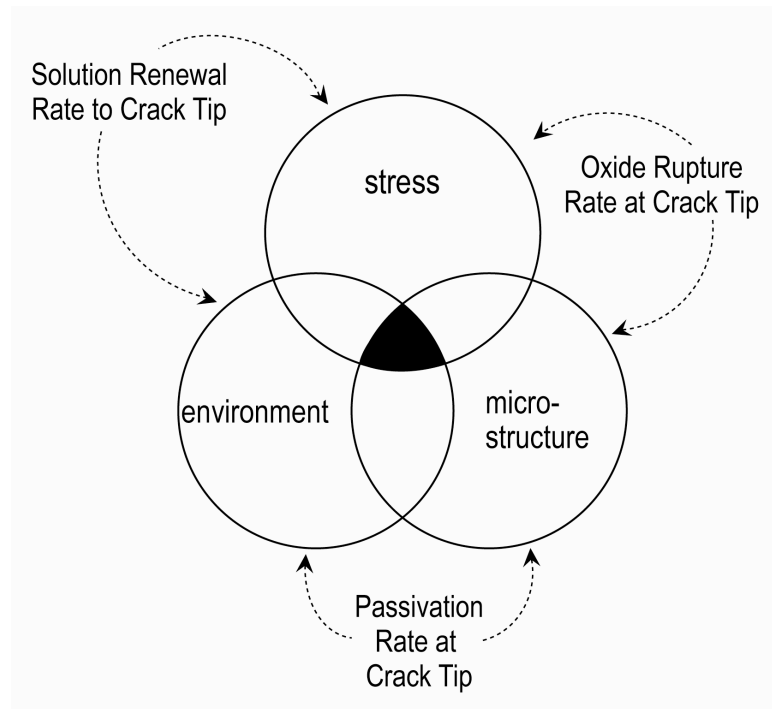 Solution Renewal
Rate to Crack Tip
stress
Oxide Rupture
Rate at Crack Tip
environment
micro-
structure
Passivation
Rate at
Crack Tip